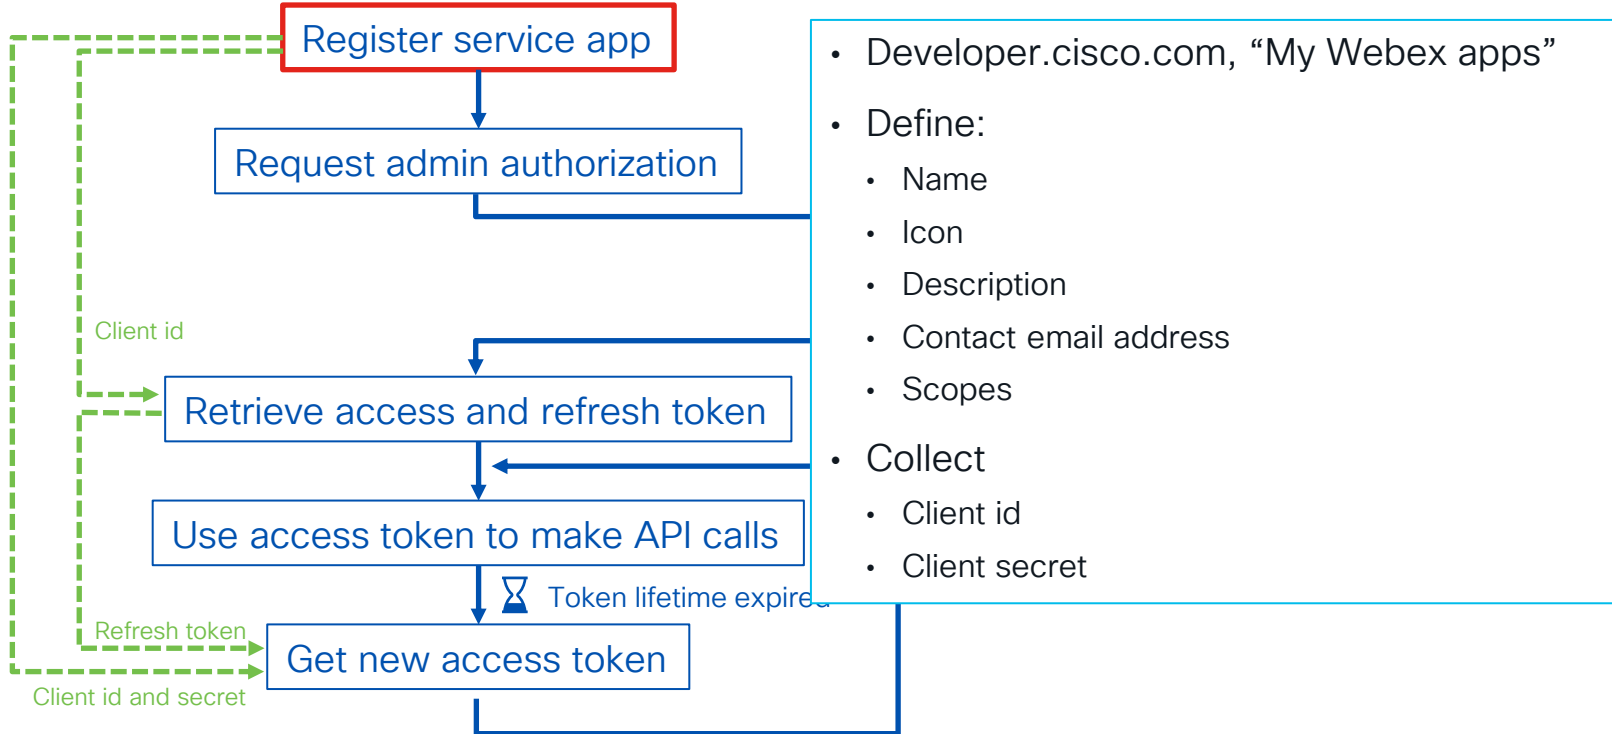 Register service app
Request admin authorization
Client id
Retrieve access and refresh token
Use access token to make API calls
Token lifetime expired
Refresh token
Get new access token
Client id and secret
• Developer.cisco.com, “My Webex apps”
• Define:
• Name
• Icon
• Description
• Contact email address
• Scopes
• Collect
• Client id
• Client secret